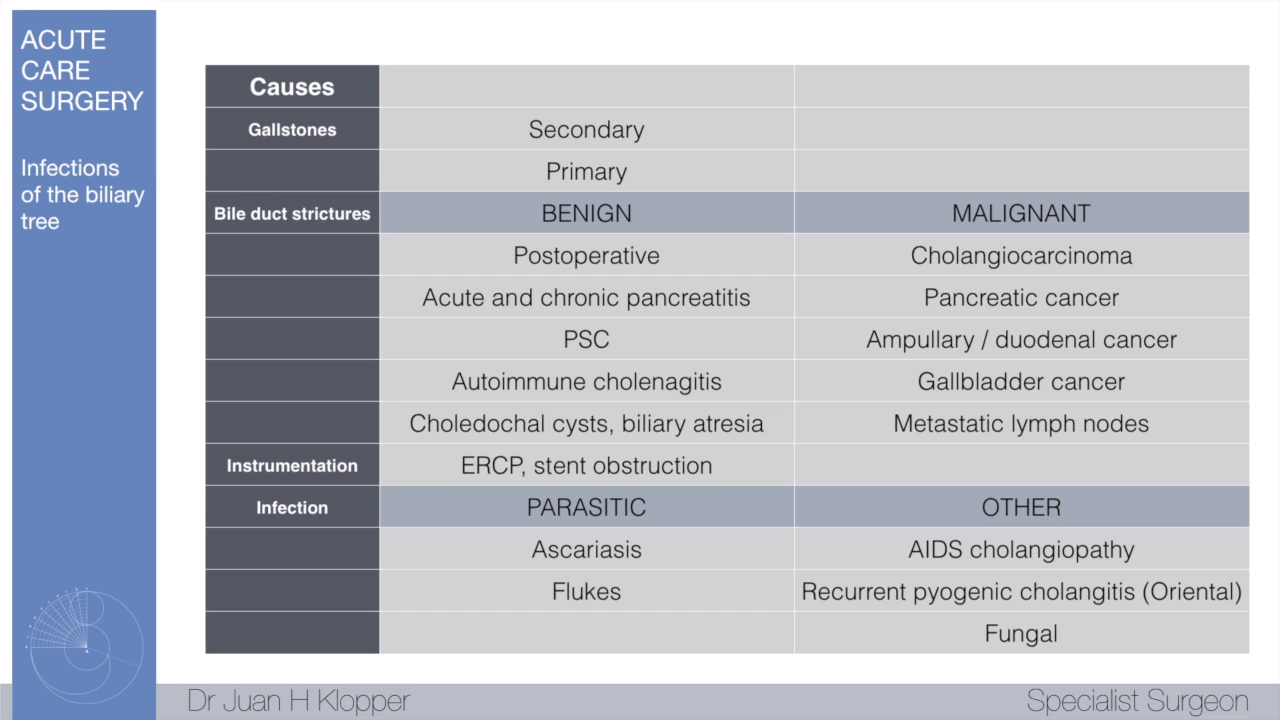 ACUTE
CARE
SURGERY
Infections
of the biliary
tree
Causes
Gallstones Secondary
Primary
Bile duct strictures BENIGN MALIGNANT
Postoperative Cholangiocarcinoma
Acute and chronic pancreatitis Pancreatic cancer
PSC Ampullary / duodenal cancer
Autoimmune cholenagitis Gallbladder cancer
Choledochal cysts, biliary atresia Metastatic lymph nodes
Instrumentation ERCP, stent obstruction
Infection PARASITIC OTHER
Ascariasis AIDS cholangiopathy
Flukes Recurrent pyogenic cholangitis (Oriental)
Fungal
Dr Juan H Klopper Specialist Surgeon